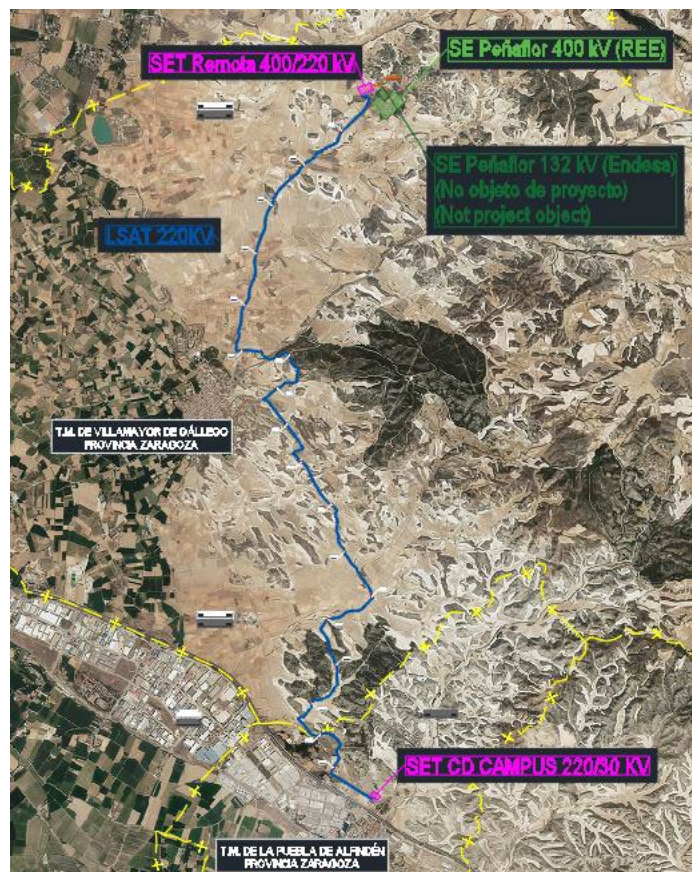 SE Peñaflor 400 kV (REE)
SET Remota 400/220 kV
SE Peñaflor 132 kV (Endesa)
(No objeto de proyecto)
(Not project object)
LSAT 220KV
T.M. DE VILLAMAYOR DE GÁLLEGO
PROVINCIA ZARAGOZA
SET CD CAMPUS 220/30 KV
T.M. DE LA PUEBLA DE ALFINDÉN
PROVINCIA ZARAGOZA